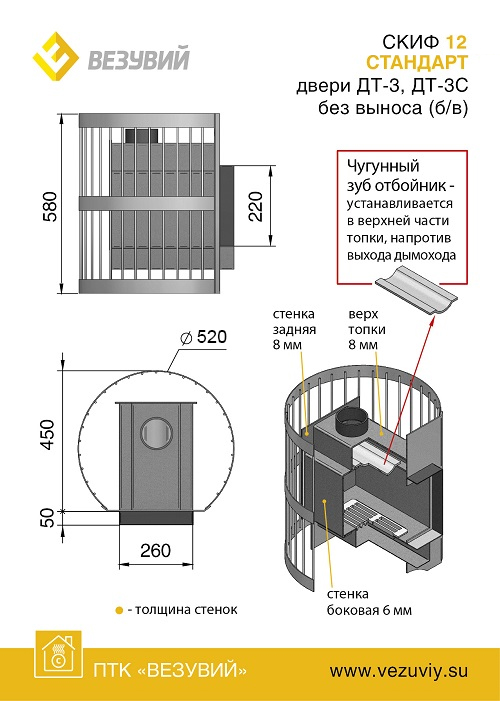 ВЕЗУВИЙ
СКИФ 12
СТАНДАРТ
двери ДТ-3, ДТ-3С
без выноса (б/в)
580
220
Чугунный
зуб отбойник -
устанавливается
в верхней части
топки, напротив
выхода дымохода
стенка
задняя
8 мм
верх
топки
8 мм
⌀ 520
450
50
260
стенка
боковая 6 мм
- толщина стенок
ПТК «ВЕЗУВИЙ»
www.vezuviy.su